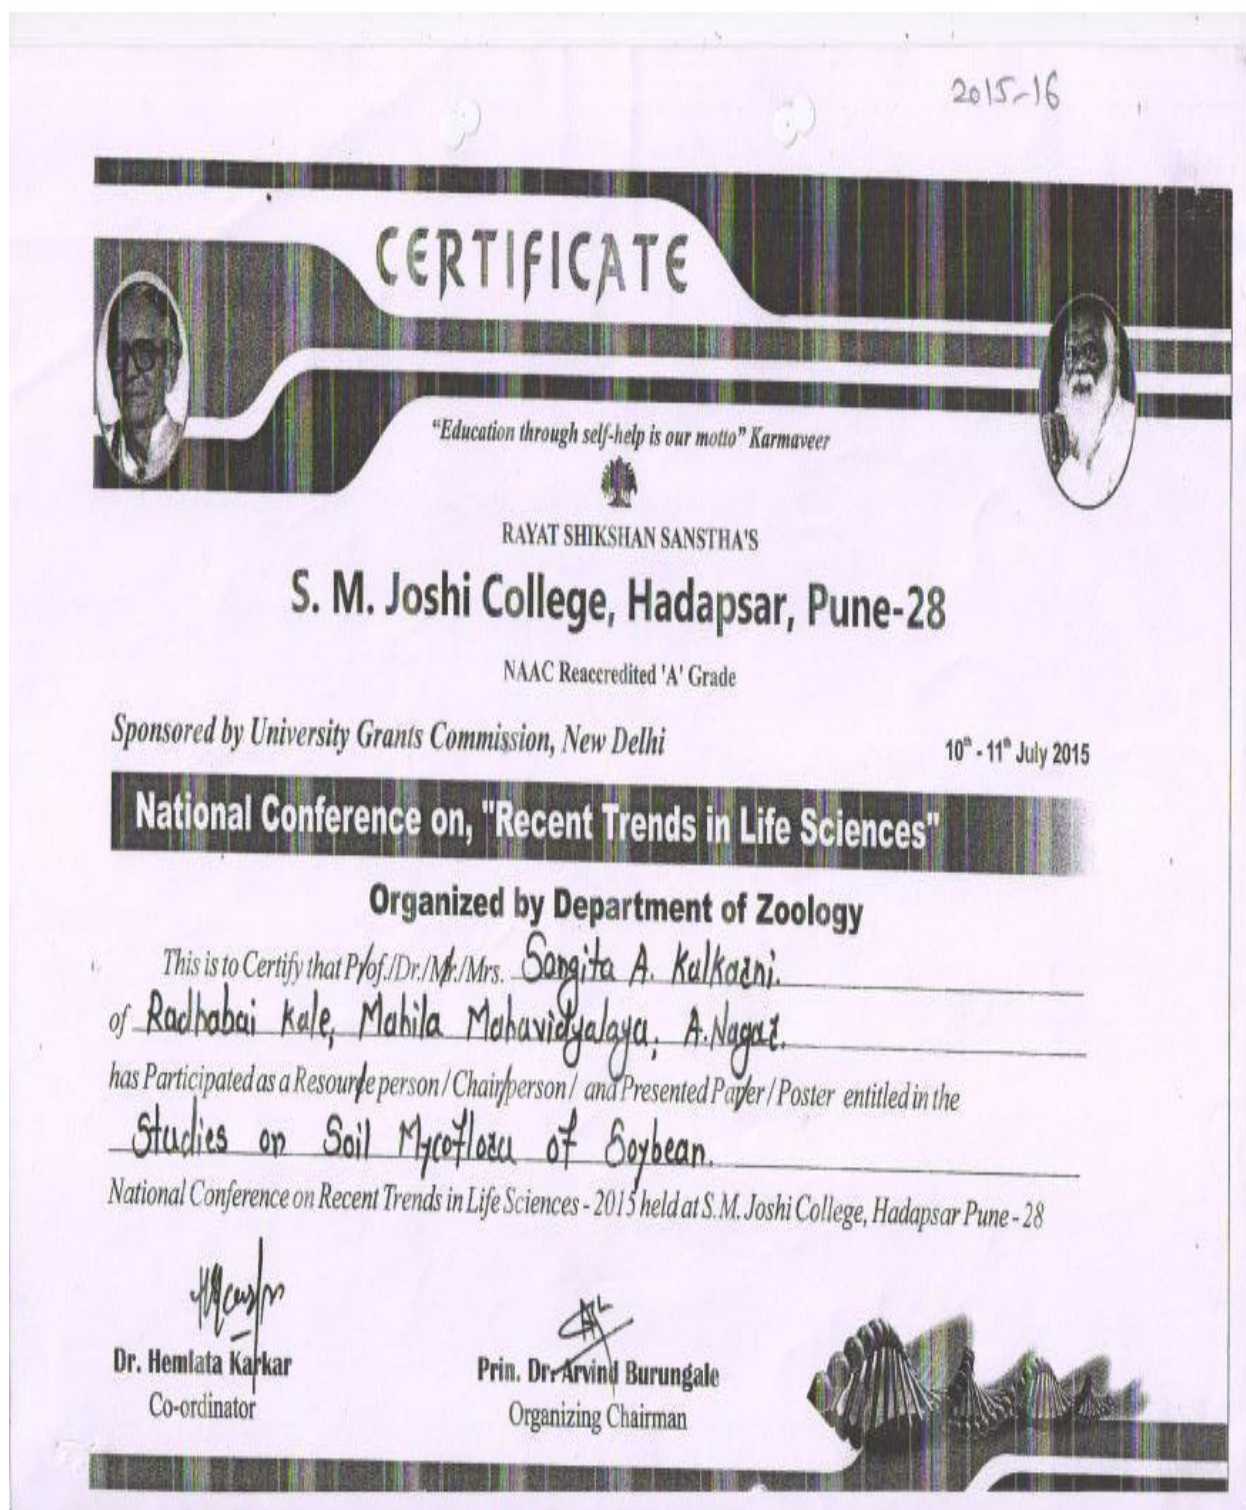 2015-16
CERTIFICATE
"Education through self-help is our motto" Karmaveer
RAYAT SHIKSHAN SANSTHA'S
S. M. Joshi College, Hadapsar, Pune-28
NAAC Reaccredited 'A' Grade
Sponsored by University Grants Commission, New Delhi
10th - 11th July 2015
National Conference on, "Recent Trends in Life Sciences"
Organized by Department of Zoology
This is to Certify that Prof./Dr./Mr./Mrs. Sangita A. Kulkarni.
of Radhabai Kale, Mahila Mahavidyalaya, A.Nagar.
has Participated as a Resource person / Chairperson / and Presented Paper / Poster entitled in the
Studies on Soil Mycoflora of Soybean.
National Conference on Recent Trends in Life Sciences - 2015 held at S. M. Joshi College, Hadapsar Pune - 28
Dr. Hemlata Karkar
Co-ordinator
Prin. Dr. Arvind Burungale
Organizing Chairman